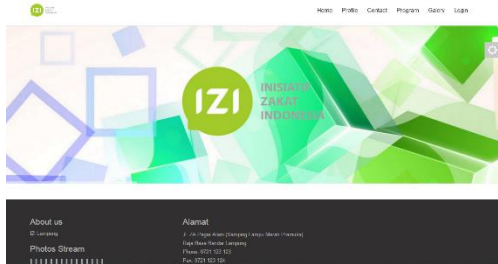 IZI
Home Profile Contact Program Galery Login
IZI
INISIATIF
ZAKAT
INDONESIA
About us
IZI Lampung
Photos Stream
Alamat
Raja Basa Bandar Lampung
Phone: 0721 123 123
Fax: 0721 123 124